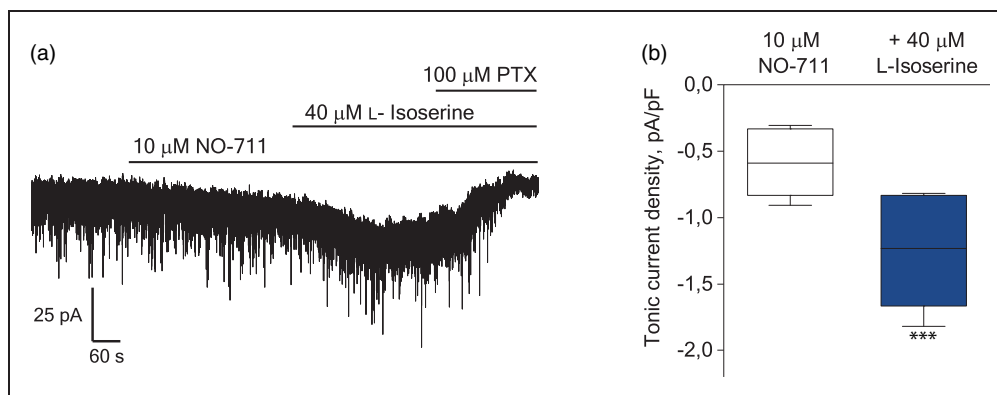 (a)
100 μM PTX
40 μM L- Isoserine
10 μM NO-711
25 pA
60 s
(b)
10 μM
NO-711
+ 40 μM
L-Isoserine
Tonic current density, pA/pF
0,0
-0,5
-1,0
-1,5
-2,0
***